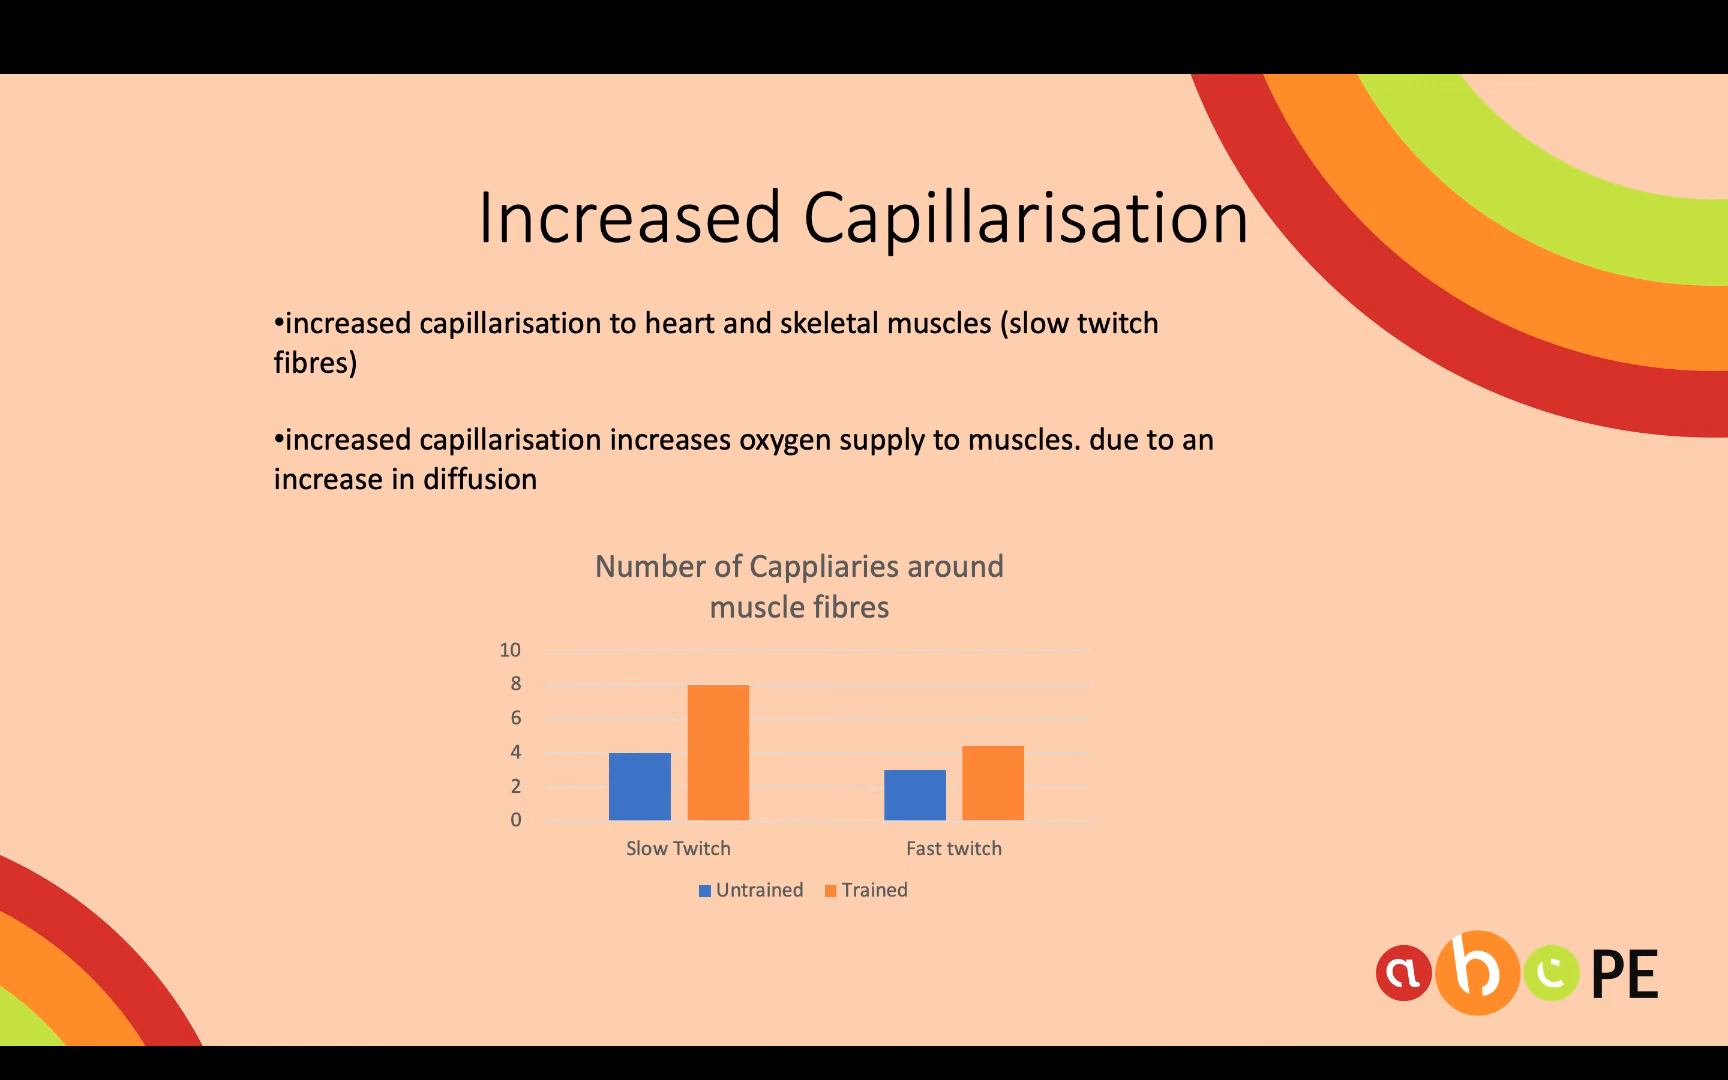 Increased Capillarisation
•increased capillarisation to heart and skeletal muscles (slow twitch
fibres)
•increased capillarisation increases oxygen supply to muscles. due to an
increase in diffusion
Number of Cappliaries around
muscle fibres
10
8
6
4
2
0
Slow Twitch Fast twitch
Untrained Trained
abc PE